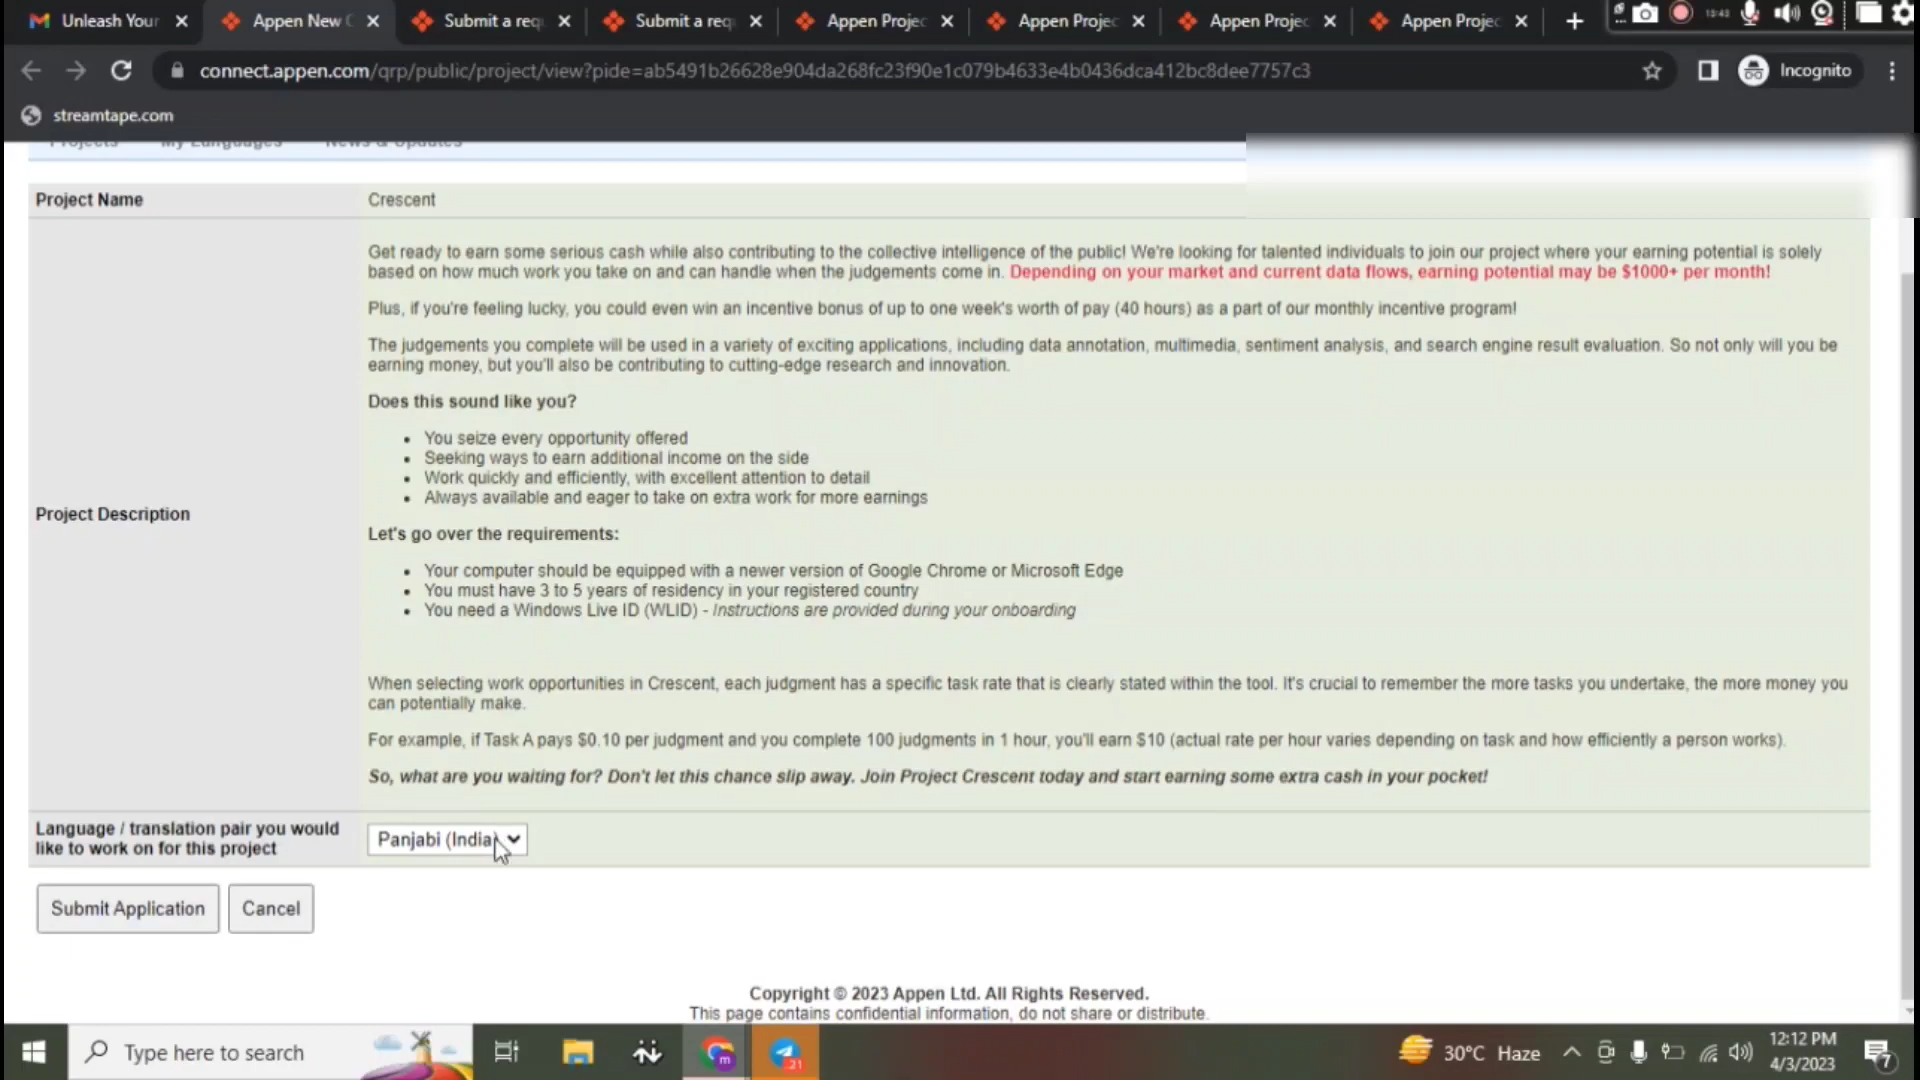 Unleash Your
Appen New C
Submit a req
Submit a req
Appen Projec
Appen Projec
Appen Projec
Appen Projec
connect.appen.com/qrp/public/project/view?pide=ab5491b26628e904da268fc23f90e1c079b4633e4b0436dca412bc8dee7757c3
Incognito
streamtape.com
Projects My Languages News & Updates
Project Name
Crescent
Get ready to earn some serious cash while also contributing to the collective intelligence of the public! We're looking for talented individuals to join our project where your earning potential is solely
based on how much work you take on and can handle when the judgements come in. Depending on your market and current data flows, earning potential may be $1000+ per month!
Plus, if you're feeling lucky, you could even win an incentive bonus of up to one week's worth of pay (40 hours) as a part of our monthly incentive program!
The judgements you complete will be used in a variety of exciting applications, including data annotation, multimedia, sentiment analysis, and search engine result evaluation. So not only will you be
earning money, but you'll also be contributing to cutting-edge research and innovation.
Does this sound like you?
• You seize every opportunity offered
• Seeking ways to earn additional income on the side
• Work quickly and efficiently, with excellent attention to detail
• Always available and eager to take on extra work for more earnings
Project Description
Let's go over the requirements:
• Your computer should be equipped with a newer version of Google Chrome or Microsoft Edge
• You must have 3 to 5 years of residency in your registered country
• You need a Windows Live ID (WLID) - Instructions are provided during your onboarding
When selecting work opportunities in Crescent, each judgment has a specific task rate that is clearly stated within the tool. It's crucial to remember the more tasks you undertake, the more money you
can potentially make.
For example, if Task A pays $0.10 per judgment and you complete 100 judgments in 1 hour, you'll earn $10 (actual rate per hour varies depending on task and how efficiently a person works).
So, what are you waiting for? Don't let this chance slip away. Join Project Crescent today and start earning some extra cash in your pocket!
Language / translation pair you would
like to work on for this project
Panjabi (India)
Submit Application
Cancel
Copyright © 2023 Appen Ltd. All Rights Reserved.
This page contains confidential information, do not share or distribute.
Type here to search
21
30°C Haze
12:12 PM
4/3/2023
7